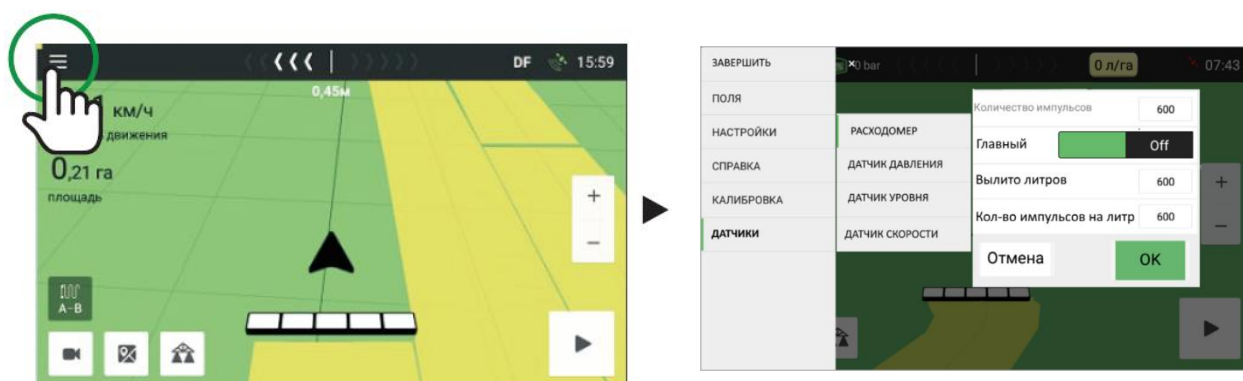 DF 15:59
0,45м
км/ч
движения
0,21 га
площадь
+
−
A-B
ЗАВЕРШИТЬ
ПОЛЯ
НАСТРОЙКИ
СПРАВКА
КАЛИБРОВКА
ДАТЧИКИ
0 bar
0 л/га
07:43
РАСХОДОМЕР
ДАТЧИК ДАВЛЕНИЯ
ДАТЧИК УРОВНЯ
ДАТЧИК СКОРОСТИ
Количество импульсов 600
Главный Off
Вылито литров 600
Кол-во импульсов на литр 600
Отмена OK
+
−